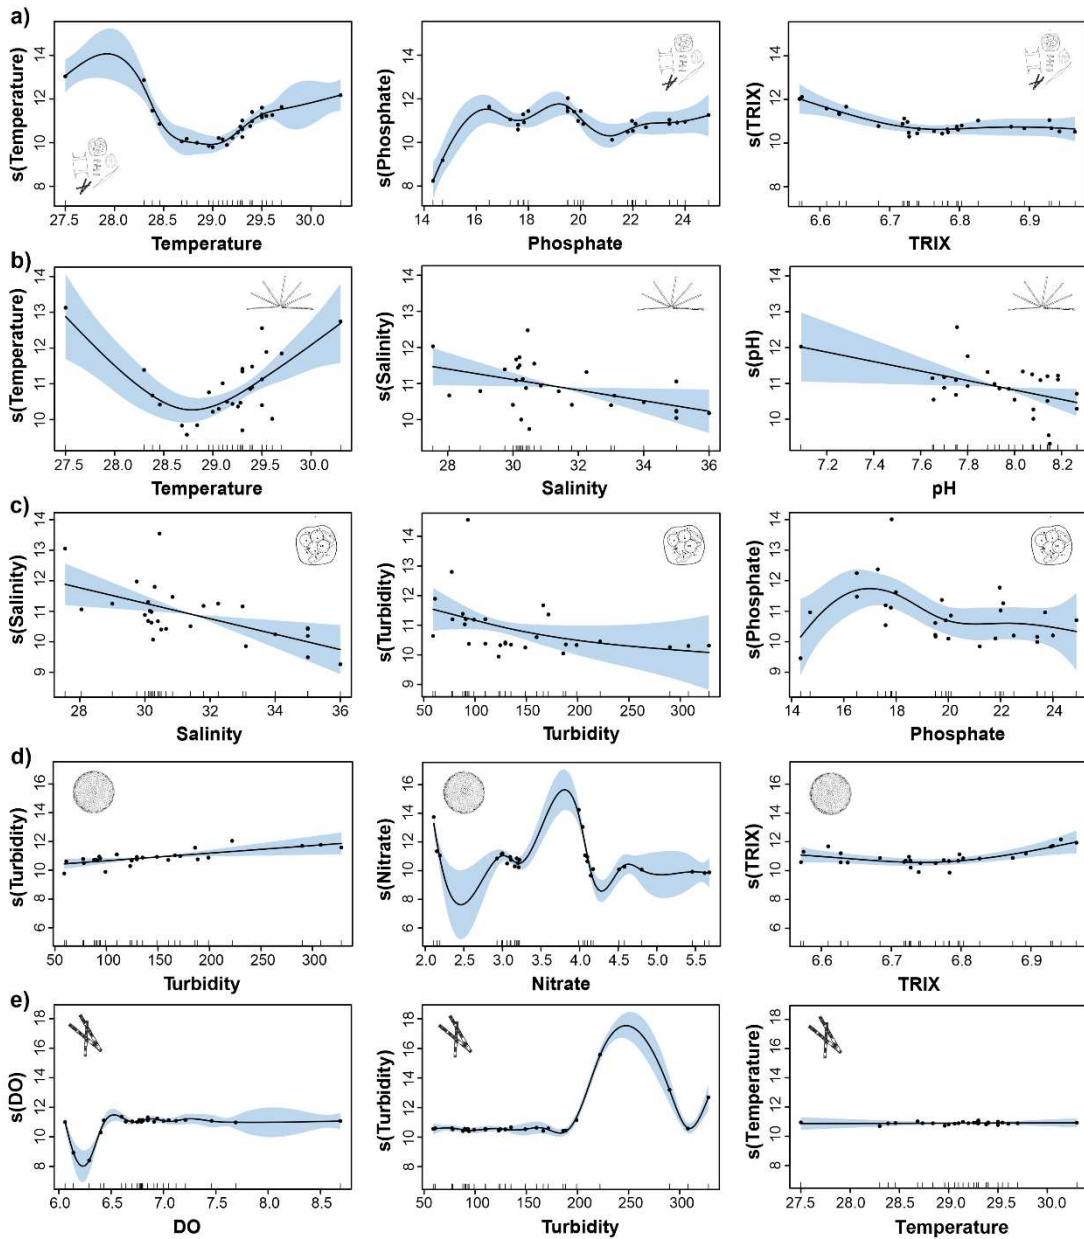 a)
s(Temperature)
8 10 12 14
27.5 28.0 28.5 29.0 29.5 30.0
Temperature
s(Phosphate)
8 10 12 14
14 16 18 20 22 24
Phosphate
s(TRIX)
8 10 12 14
6.6 6.7 6.8 6.9
TRIX
b)
s(Temperature)
10 11 12 13 14
27.5 28.0 28.5 29.0 29.5 30.0
Temperature
s(Salinity)
10 11 12 13 14
28 30 32 34 36
Salinity
s(pH)
10 11 12 13 14
7.2 7.4 7.6 7.8 8.0 8.2
pH
c)
s(Salinity)
9 10 11 12 13 14
28 30 32 34 36
Salinity
s(Turbidity)
9 10 11 12 13 14
50 100 150 200 250 300
Turbidity
s(Phosphate)
9 10 11 12 13 14
14 16 18 20 22 24
Phosphate
d)
s(Turbidity)
6 8 10 12 14 16
50 100 150 200 250 300
Turbidity
s(Nitrate)
6 8 10 12 14 16
2.0 2.5 3.0 3.5 4.0 4.5 5.0 5.5
Nitrate
s(TRIX)
6 8 10 12 14 16
6.6 6.7 6.8 6.9
TRIX
e)
s(DO)
8 10 12 14 16 18
6.0 6.5 7.0 7.5 8.0 8.5
DO
s(Turbidity)
8 10 12 14 16 18
50 100 150 200 250 300
Turbidity
s(Temperature)
8 10 12 14 16 18
27.5 28.0 28.5 29.0 29.5 30.0
Temperature